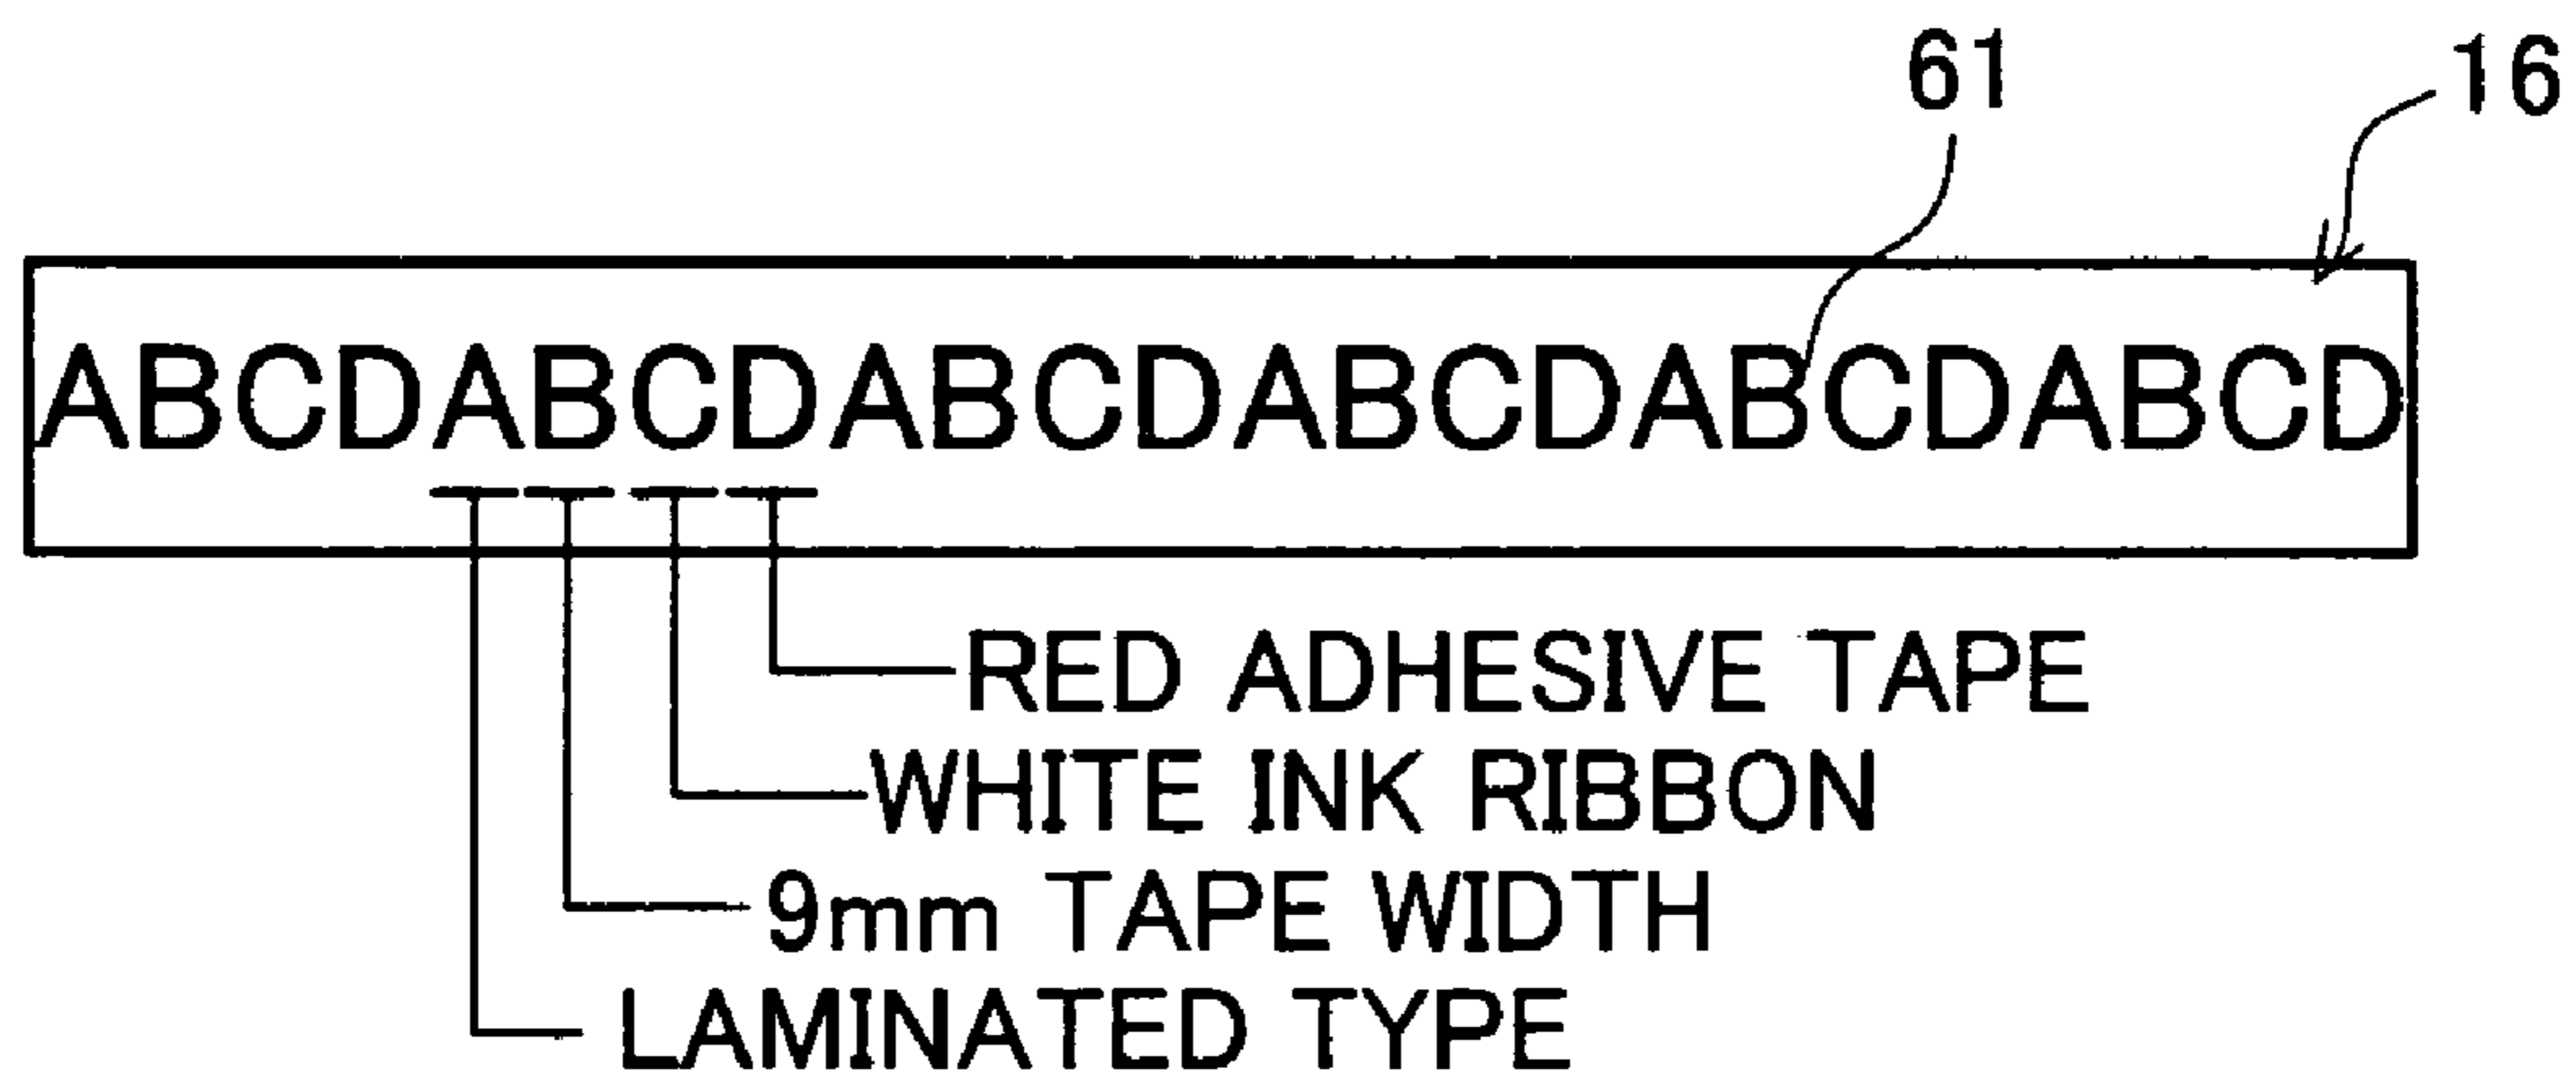 61 16
ABCDABCDABCDABCDABCDABCD
RED ADHESIVE TAPE
WHITE INK RIBBON
9mm TAPE WIDTH
LAMINATED TYPE